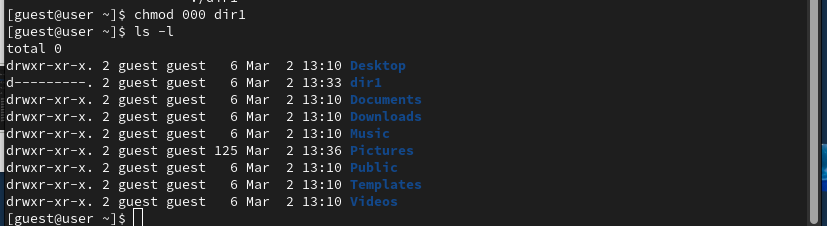 [guest@user ~]$ chmod 000 dir1
[guest@user ~]$ ls -l
total 0
drwxr-xr-x. 2 guest guest   6 Mar  2 13:10 Desktop
d---------. 2 guest guest   6 Mar  2 13:33 dir1
drwxr-xr-x. 2 guest guest   6 Mar  2 13:10 Documents
drwxr-xr-x. 2 guest guest   6 Mar  2 13:10 Downloads
drwxr-xr-x. 2 guest guest   6 Mar  2 13:10 Music
drwxr-xr-x. 2 guest guest 125 Mar  2 13:36 Pictures
drwxr-xr-x. 2 guest guest   6 Mar  2 13:10 Public
drwxr-xr-x. 2 guest guest   6 Mar  2 13:10 Templates
drwxr-xr-x. 2 guest guest   6 Mar  2 13:10 Videos
[guest@user ~]$